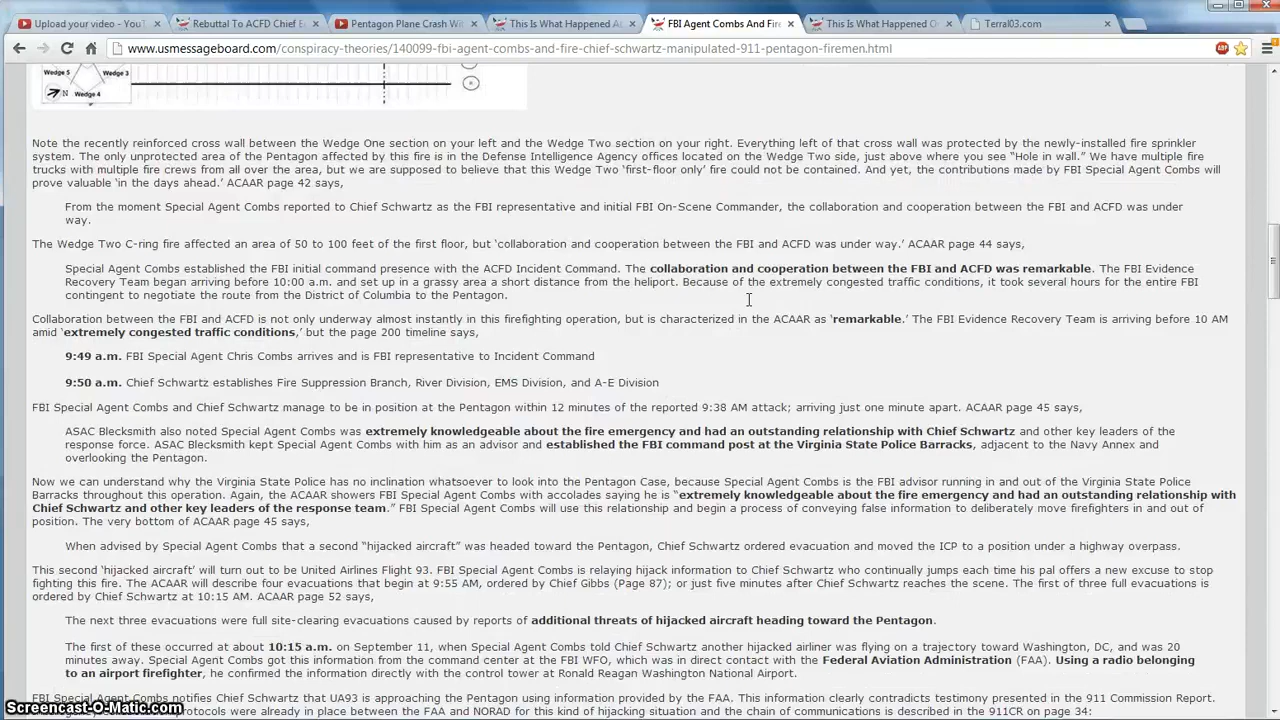 Upload your video - YouT
Rebuttal To ACFD Chief E
Pentagon Plane Crash Wit
This Is What Happened A
FBI Agent Combs And Fire
This Is What Happened O
Terral03.com
www.usmessageboard.com/conspiracy-theories/140099-fbi-agent-combs-and-fire-chief-schwartz-manipulated-911-pentagon-firemen.html
Wedge 5
Wedge 3
N
Wedge 4
Note the recently reinforced cross wall between the Wedge One section on your left and the Wedge Two section on your right. Everything left of that cross wall was protected by the newly-installed fire sprinkler
system. The only unprotected area of the Pentagon affected by this fire is in the Defense Intelligence Agency offices located on the Wedge Two side, just above where you see “Hole in wall.” We have multiple fire
trucks with multiple fire crews from all over the area, but we are supposed to believe that this Wedge Two ‘first-floor only’ fire could not be contained. And yet, the contributions made by FBI Special Agent Combs will
prove valuable ‘in the days ahead.’ ACAAR page 42 says,
From the moment Special Agent Combs reported to Chief Schwartz as the FBI representative and initial FBI On-Scene Commander, the collaboration and cooperation between the FBI and ACFD was under
way.
The Wedge Two C-ring fire affected an area of 50 to 100 feet of the first floor, but ‘collaboration and cooperation between the FBI and ACFD was under way.’ ACAAR page 44 says,
Special Agent Combs established the FBI initial command presence with the ACFD Incident Command. The collaboration and cooperation between the FBI and ACFD was remarkable. The FBI Evidence
Recovery Team began arriving before 10:00 a.m. and set up in a grassy area a short distance from the heliport. Because of the extremely congested traffic conditions, it took several hours for the entire FBI
contingent to negotiate the route from the District of Columbia to the Pentagon.
Collaboration between the FBI and ACFD is not only underway almost instantly in this firefighting operation, but is characterized in the ACAAR as ‘remarkable.’ The FBI Evidence Recovery Team is arriving before 10 AM
amid ‘extremely congested traffic conditions,’ but the page 200 timeline says,
9:49 a.m. FBI Special Agent Chris Combs arrives and is FBI representative to Incident Command
9:50 a.m. Chief Schwartz establishes Fire Suppression Branch, River Division, EMS Division, and A-E Division
FBI Special Agent Combs and Chief Schwartz manage to be in position at the Pentagon within 12 minutes of the reported 9:38 AM attack; arriving just one minute apart. ACAAR page 45 says,
ASAC Blecksmith also noted Special Agent Combs was extremely knowledgeable about the fire emergency and had an outstanding relationship with Chief Schwartz and other key leaders of the
response force. ASAC Blecksmith kept Special Agent Combs with him as an advisor and established the FBI command post at the Virginia State Police Barracks, adjacent to the Navy Annex and
overlooking the Pentagon.
Now we can understand why the Virginia State Police has no inclination whatsoever to look into the Pentagon Case, because Special Agent Combs is the FBI advisor running in and out of the Virginia State Police
Barracks throughout this operation. Again, the ACAAR showers FBI Special Agent Combs with accolades saying he is “extremely knowledgeable about the fire emergency and had an outstanding relationship with
Chief Schwartz and other key leaders of the response team.” FBI Special Agent Combs will use this relationship and begin a process of conveying false information to deliberately move firefighters in and out of
position. The very bottom of ACAAR page 45 says,
When advised by Special Agent Combs that a second “hijacked aircraft” was headed toward the Pentagon, Chief Schwartz ordered evacuation and moved the ICP to a position under a highway overpass.
This second ‘hijacked aircraft’ will turn out to be United Airlines Flight 93. FBI Special Agent Combs is relaying hijack information to Chief Schwartz who continually jumps each time his pal offers a new excuse to stop
fighting this fire. The ACAAR will describe four evacuations that begin at 9:55 AM, ordered by Chief Gibbs (Page 87); or just five minutes after Chief Schwartz reaches the scene. The first of three full evacuations is
ordered by Chief Schwartz at 10:15 AM. ACAAR page 52 says,
The next three evacuations were full site-clearing evacuations caused by reports of additional threats of hijacked aircraft heading toward the Pentagon.
The first of these occurred at about 10:15 a.m. on September 11, when Special Agent Combs told Chief Schwartz another hijacked airliner was flying on a trajectory toward Washington, DC, and was 20
minutes away. Special Agent Combs got this information from the command center at the FBI WFO, which was in direct contact with the Federal Aviation Administration (FAA). Using a radio belonging
to an airport firefighter, he confirmed the information directly with the control tower at Ronald Reagan Washington National Airport.
FBI Special Agent Combs notifies Chief Schwartz that UA93 is approaching the Pentagon using information provided by the FAA. This information clearly contradicts testimony presented in the 911 Commission Report.
protocols were already in place between the FAA and NORAD for this kind of hijacking situation and the chain of communications is described in the 911CR on page 34:
Screencast-O-Matic.com